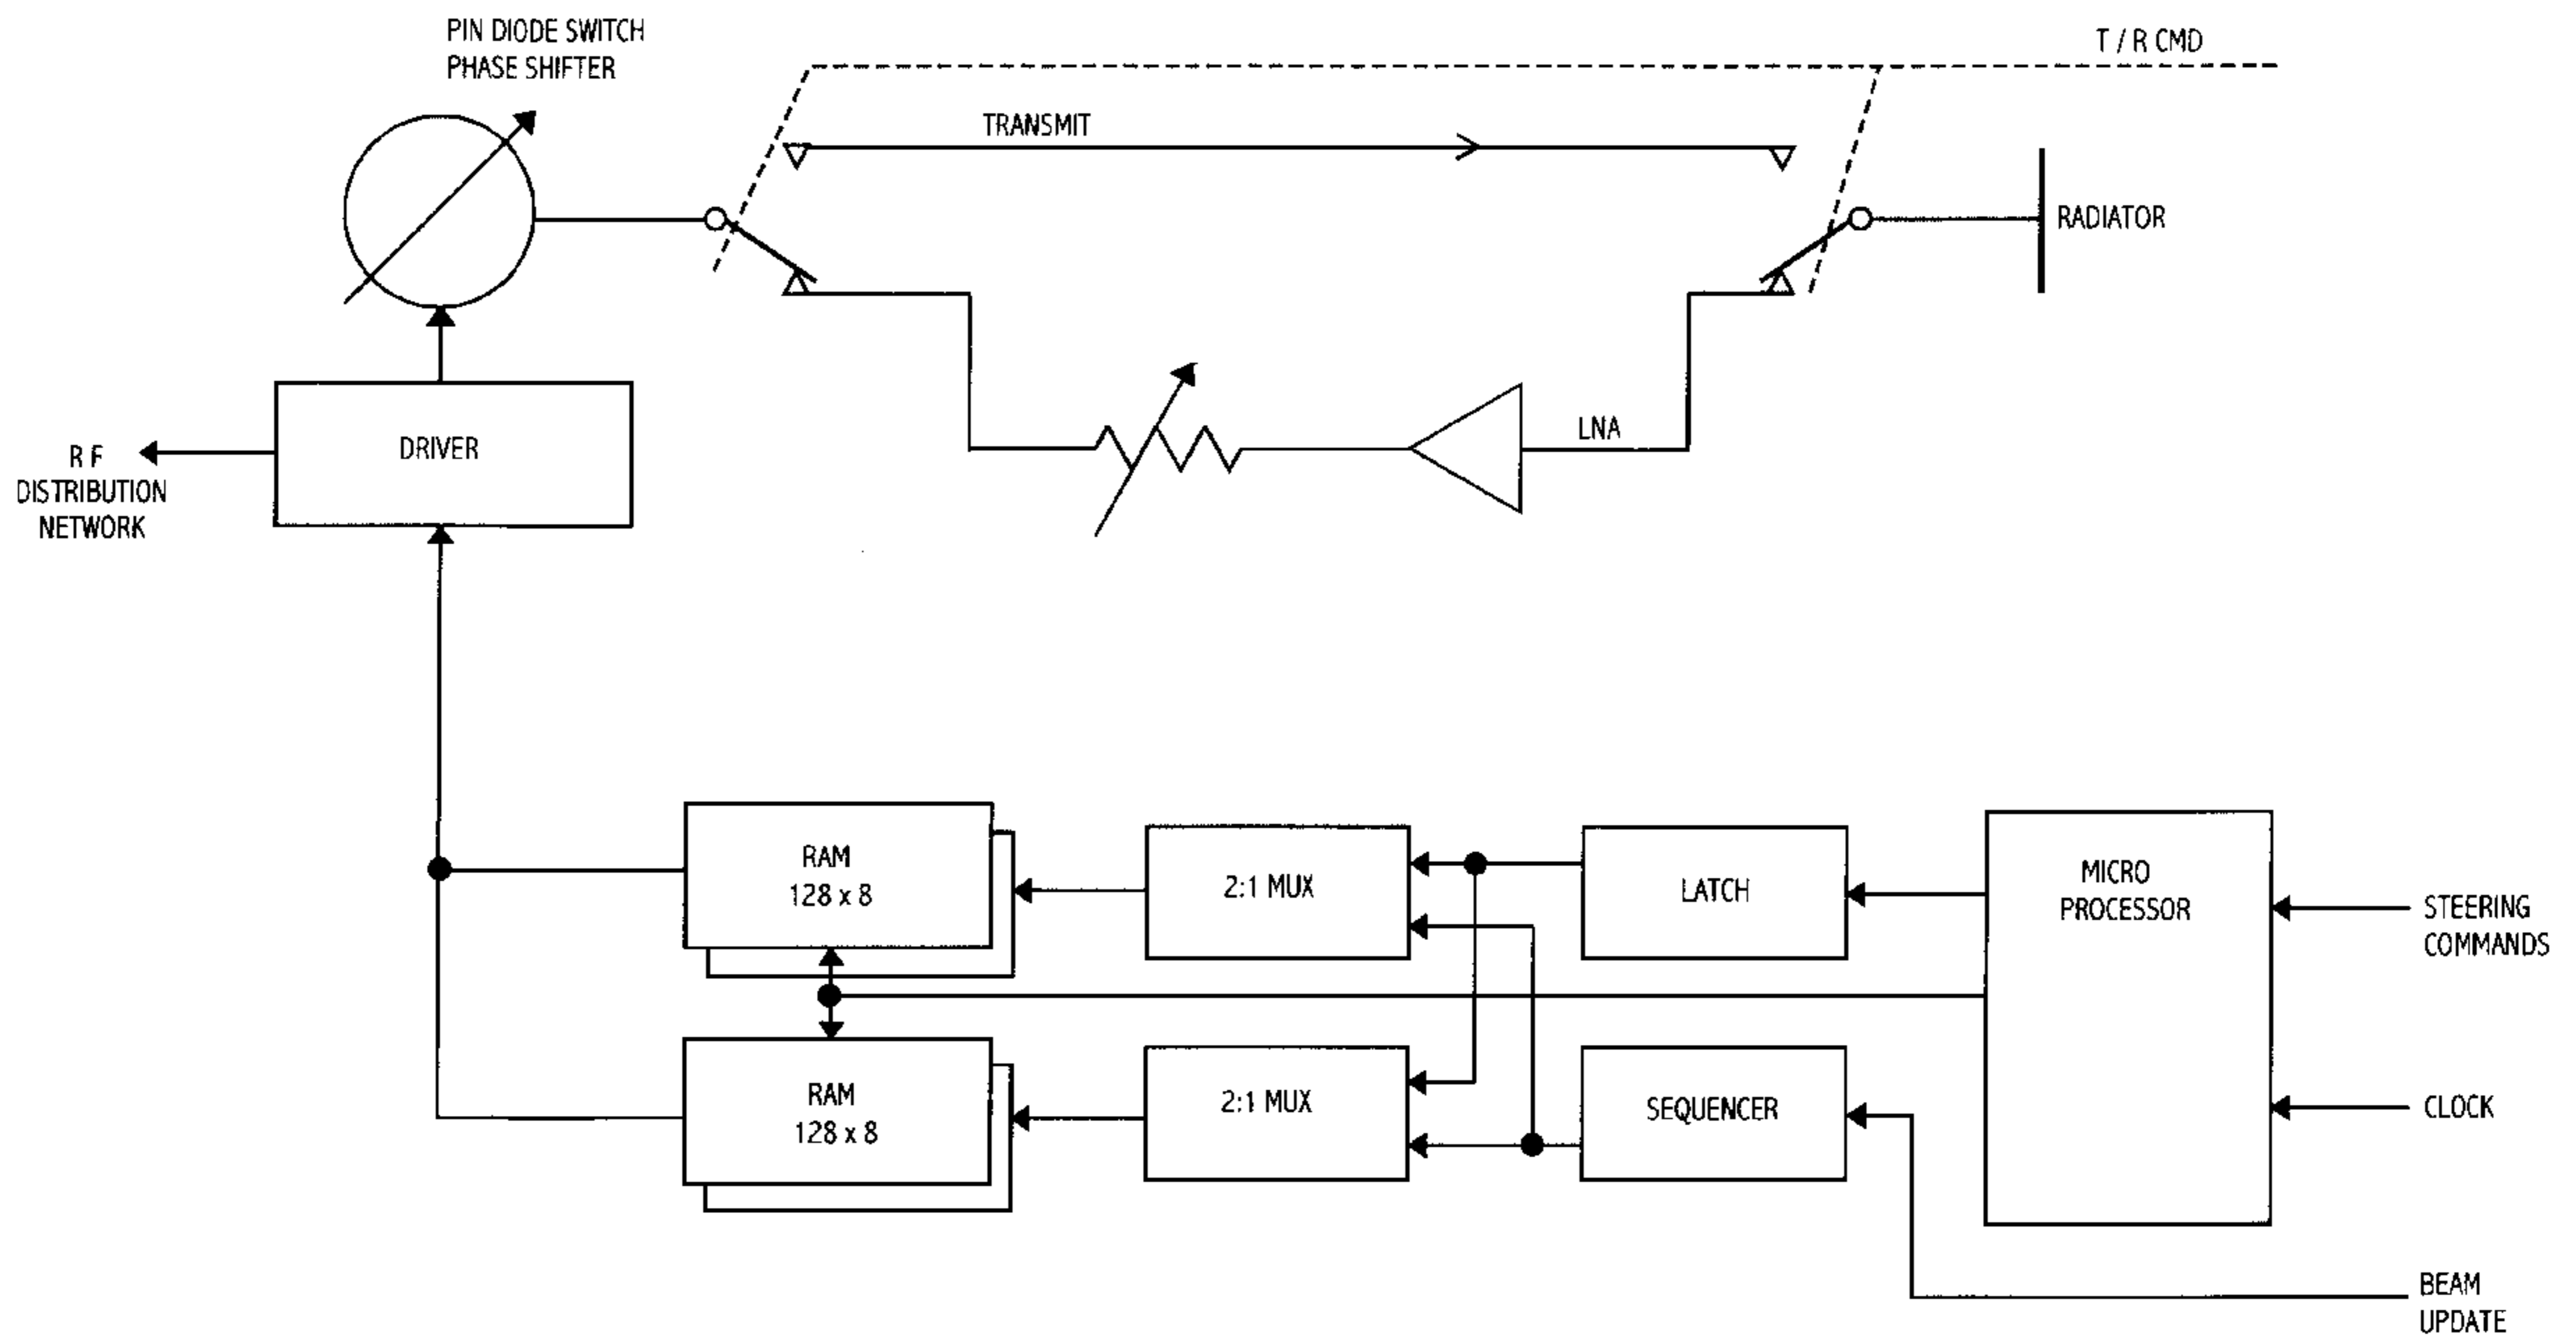 PIN DIODE SWITCH
PHASE SHIFTER
T / R CMD
TRANSMIT
RADIATOR
LNA
DRIVER
R F
DISTRIBUTION
NETWORK
RAM
128 x 8
2:1 MUX
LATCH
MICRO
PROCESSOR
STEERING
COMMANDS
RAM
128 x 8
2:1 MUX
SEQUENCER
CLOCK
BEAM
UPDATE